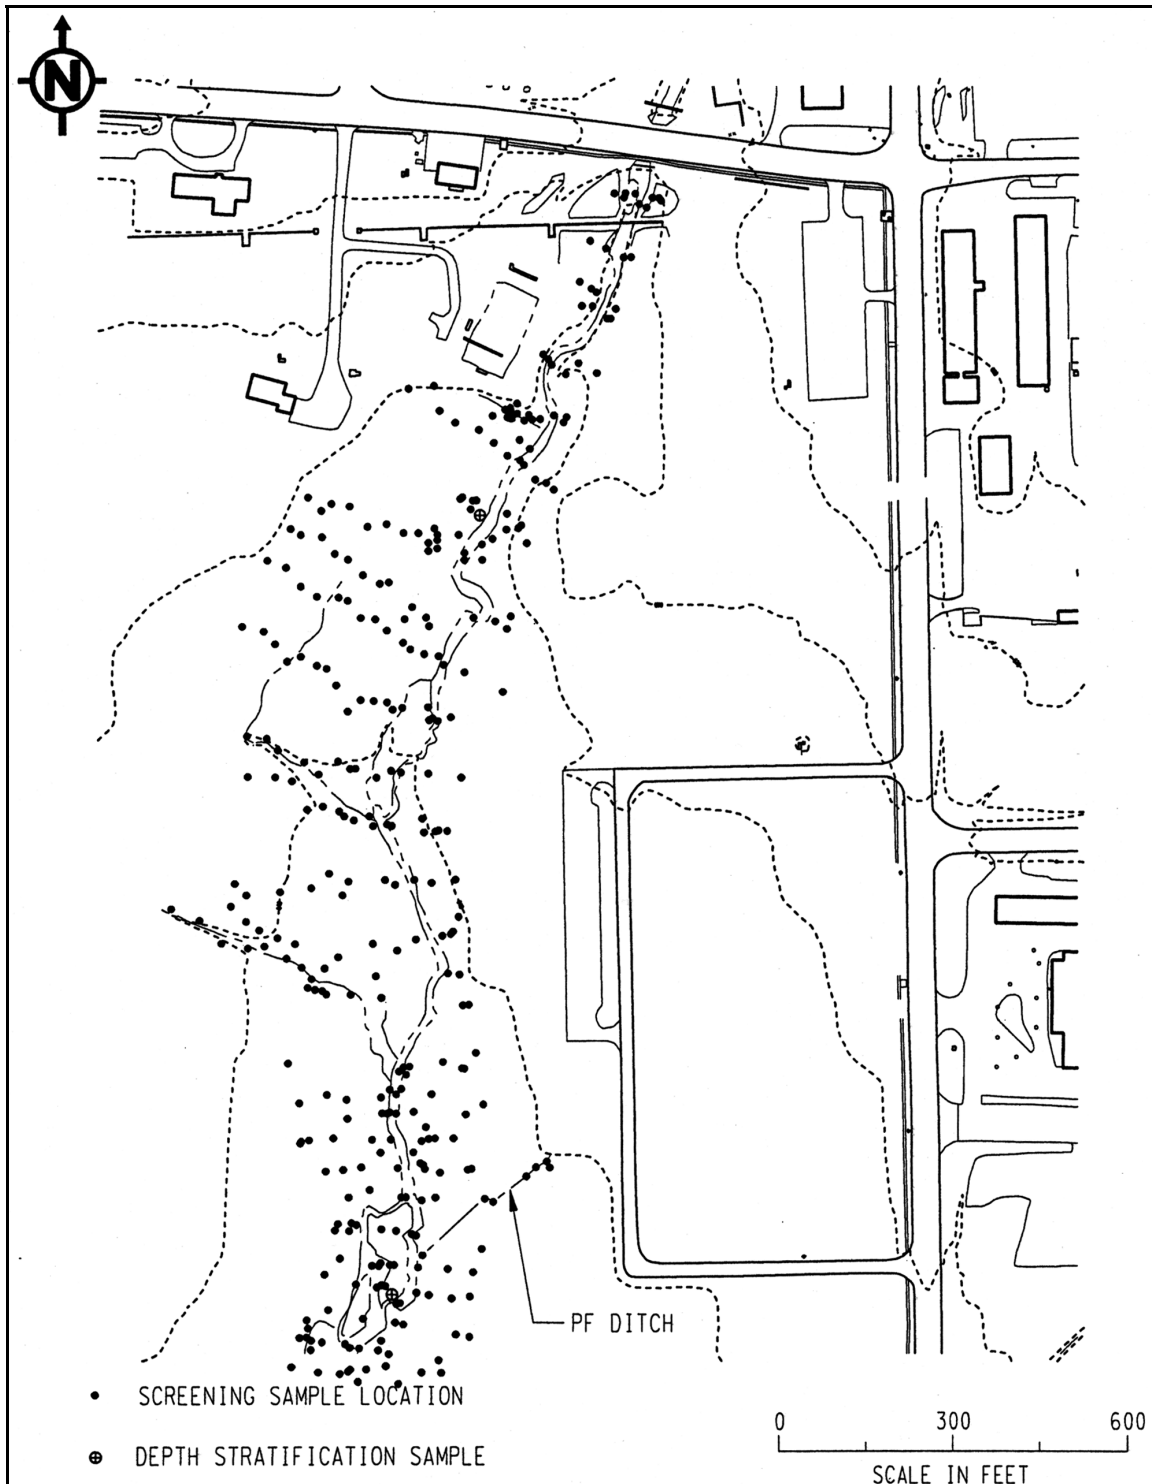 N
PF DITCH
SCREENING SAMPLE LOCATION
DEPTH STRATIFICATION SAMPLE
0 300 600
SCALE IN FEET